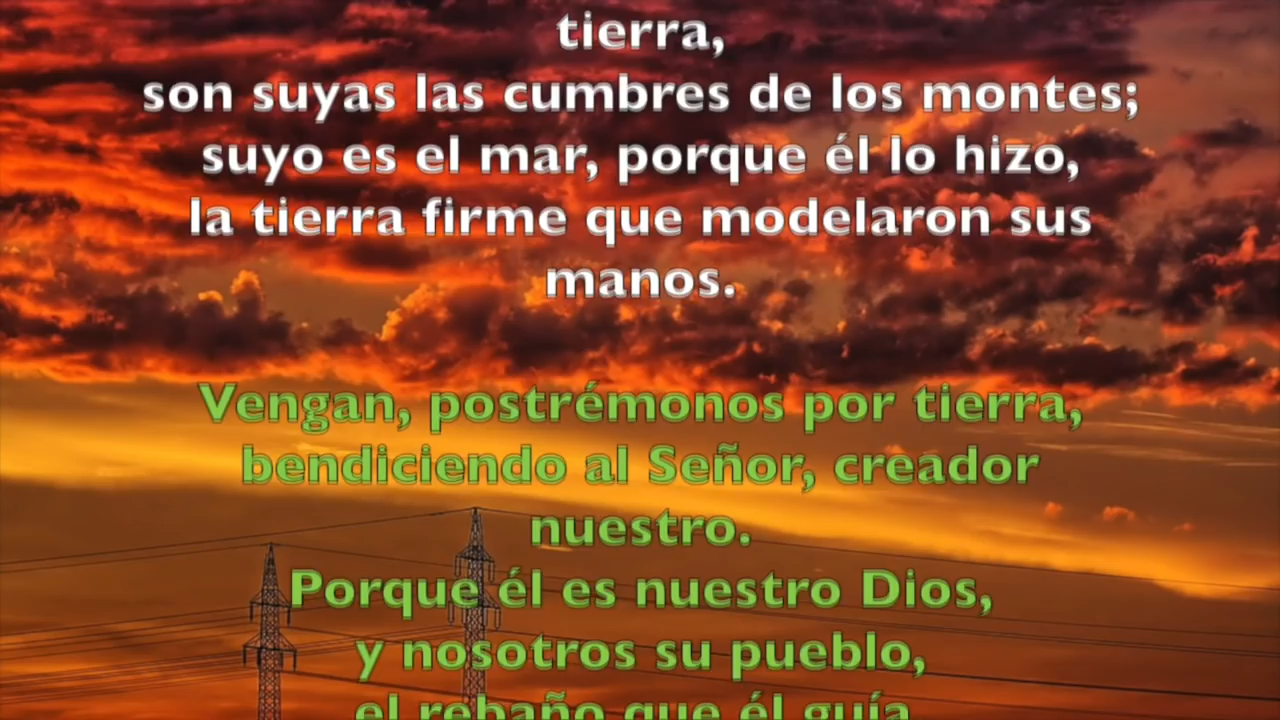 tierra,
son suyas las cumbres de los montes;
suyo es el mar, porque él lo hizo,
la tierra firme que modelaron sus
manos.
Vengan, postrémonos por tierra,
bendiciendo al Señor, creador
nuestro.
Porque él es nuestro Dios,
y nosotros su pueblo,
el rebaño que él guía